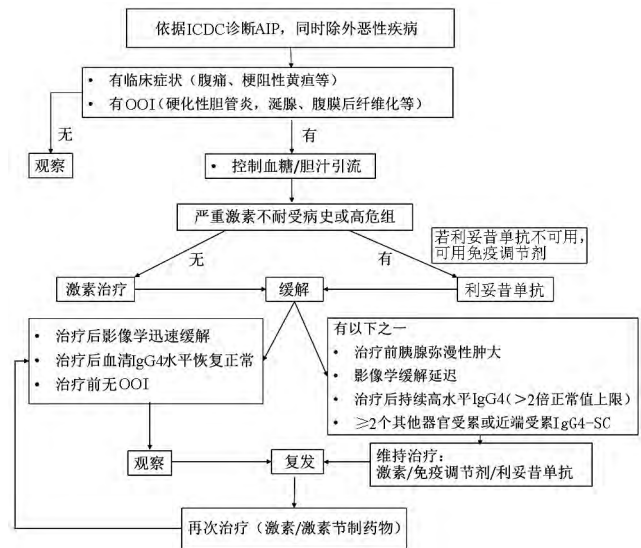 依据ICDC诊断AIP，同时除外恶性疾病
• 有临床症状（腹痛、梗阻性黄疸等）
• 有OOI（硬化性胆管炎，涎腺、腹膜后纤维化等）
无
有
观察
• 控制血糖/胆汁引流
严重激素不耐受病史或高危组
若利妥昔单抗不可用，
可用免疫调节剂
无
有
激素治疗
缓解
利妥昔单抗
• 治疗后影像学迅速缓解
• 治疗后血清IgG4水平恢复正常
• 治疗前无OOI
有以下之一
• 治疗前胰腺弥漫性肿大
• 影像学缓解延迟
• 治疗后持续高水平IgG4（＞2倍正常值上限）
• ≥2个其他器官受累或近端受累IgG4-SC
观察
复发
维持治疗：
激素/免疫调节剂/利妥昔单抗
再次治疗（激素/激素节制药物）